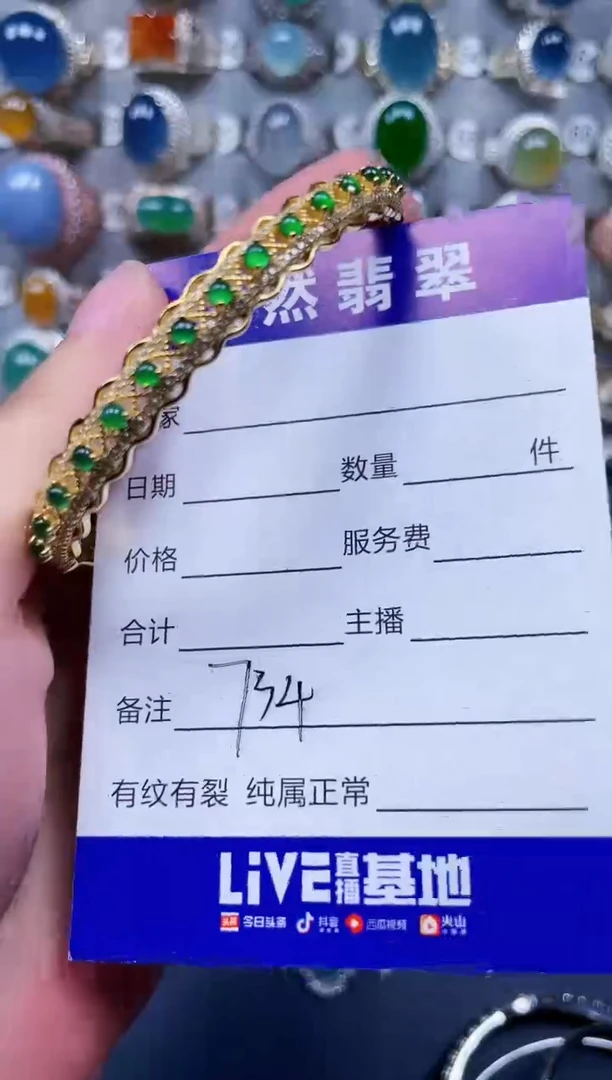 然翡翠
家
日期 数量 件
价格 服务费
合计 主播
备注 734
有纹有裂 纯属正常
LiVE直播基地
头条 今日头条 抖音 西瓜视频 火山